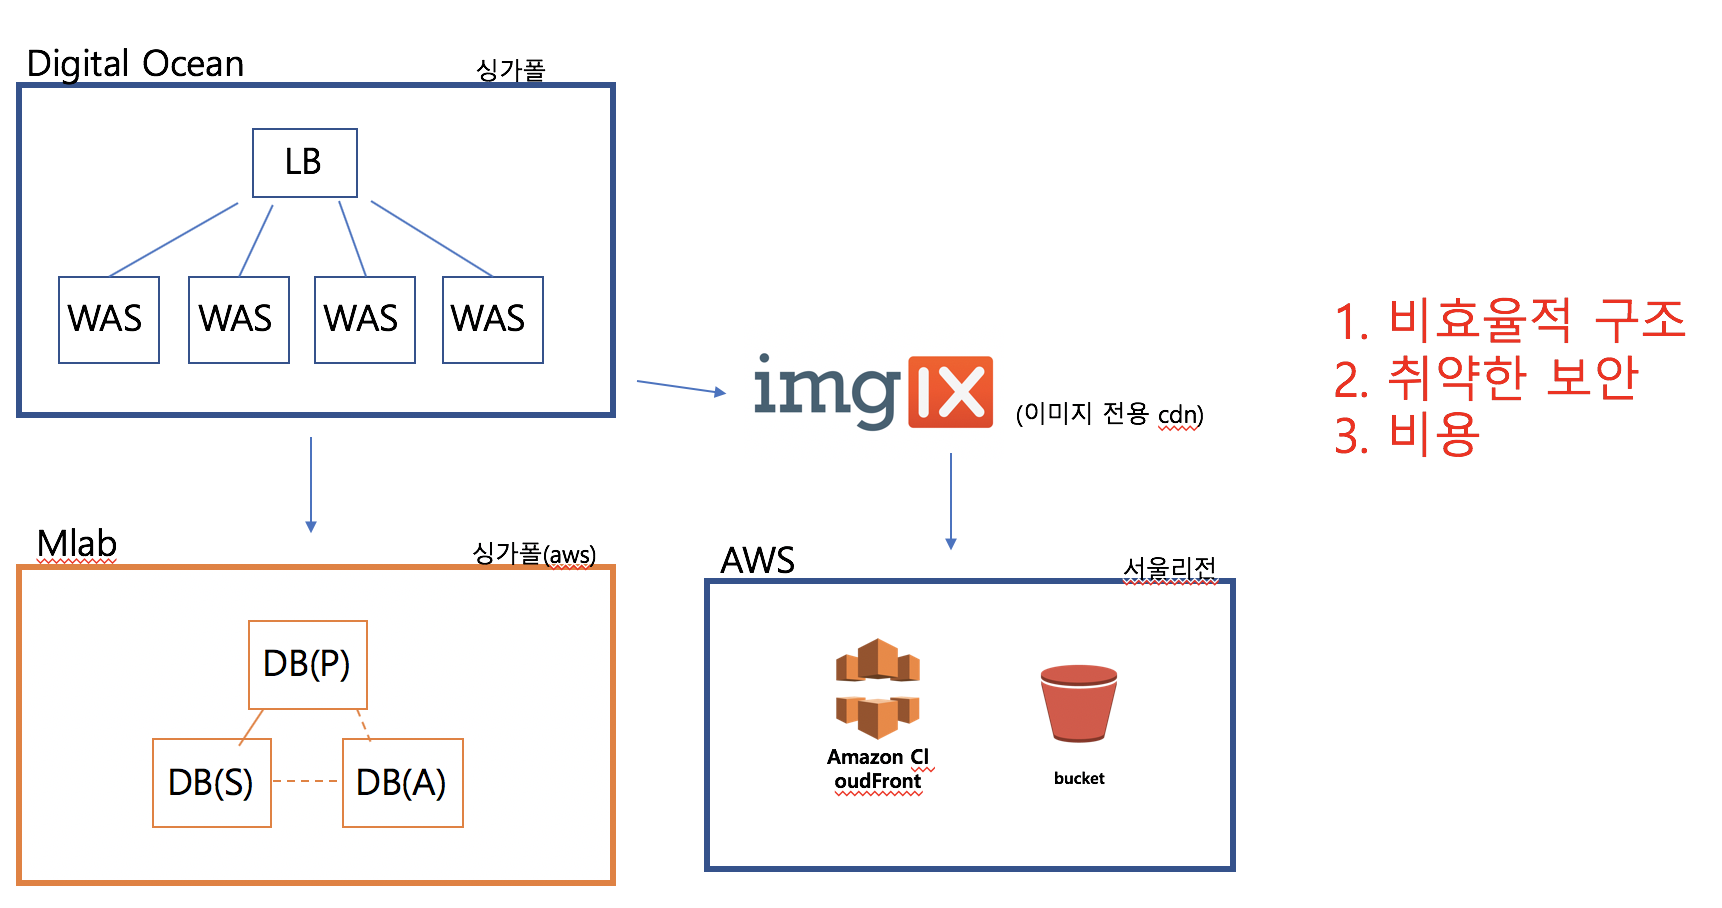 Digital Ocean
싱가폴
LB
WAS
WAS
WAS
WAS
imgIX
(이미지 전용 cdn)
1. 비효율적 구조
2. 취약한 보안
3. 비용
Mlab
싱가폴(aws)
DB(P)
DB(S)
DB(A)
AWS
서울리전
Amazon Cl
oudFront
bucket